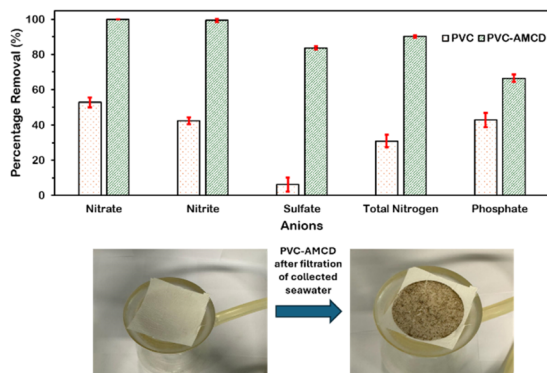 Percentage Removal (%)
100
80
60
40
20
0
PVC PVC-AMCD
Nitrate Nitrite Sulfate Total Nitrogen Phosphate
Anions
PVC-AMCD
after filtration
of collected
seawater